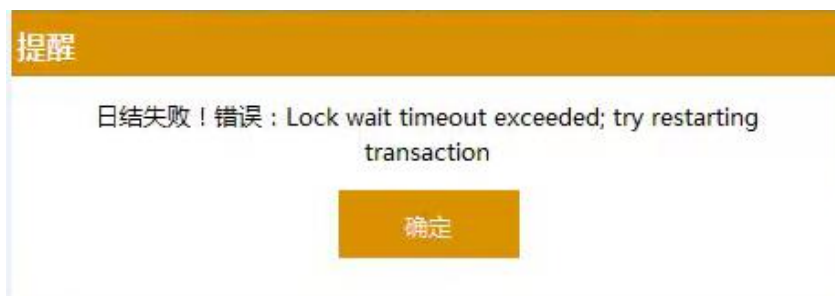 提醒
日结失败！错误：Lock wait timeout exceeded; try restarting
transaction
确定